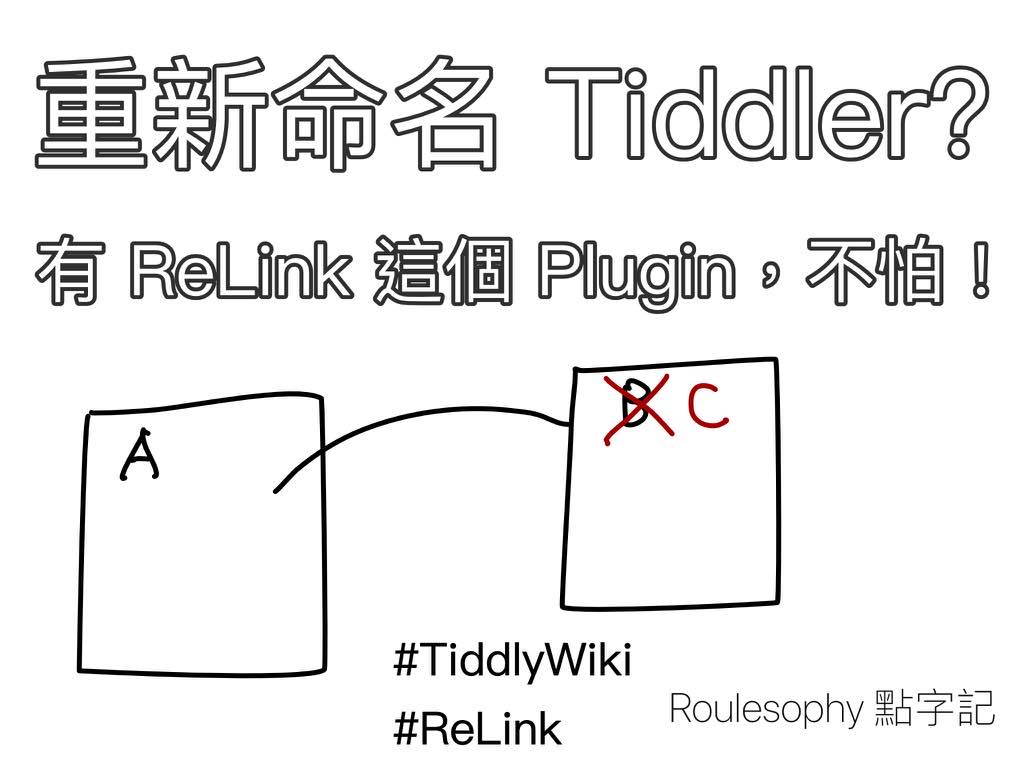 重新命名 Tiddler?
有 ReLink 這個 Plugin，不怕！
A
B C
#TiddlyWiki
#ReLink
Roulesophy 點字記